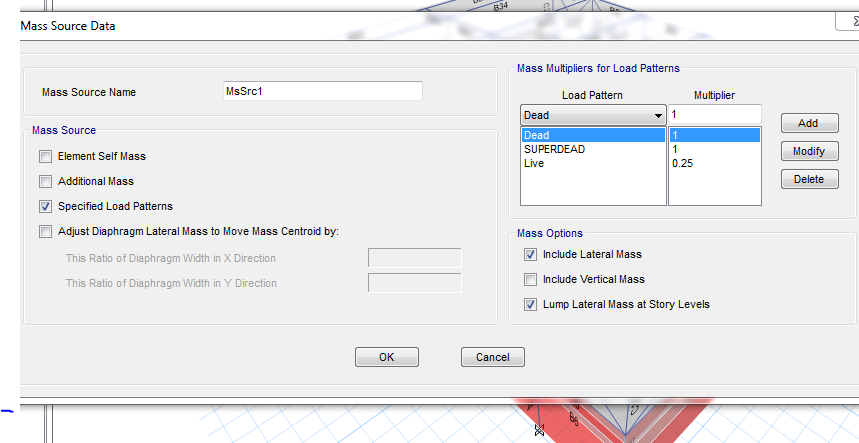 B34
Mass Source Data
Mass Source Name
MsSrc1
Mass Source
Element Self Mass
Additional Mass
Specified Load Patterns
Adjust Diaphragm Lateral Mass to Move Mass Centroid by:
This Ratio of Diaphragm Width in X Direction
This Ratio of Diaphragm Width in Y Direction
Mass Multipliers for Load Patterns
Load Pattern Multiplier
Dead 1
Dead 1
SUPERDEAD 1
Live 0.25
Add
Modify
Delete
Mass Options
Include Lateral Mass
Include Vertical Mass
Lump Lateral Mass at Story Levels
OK Cancel